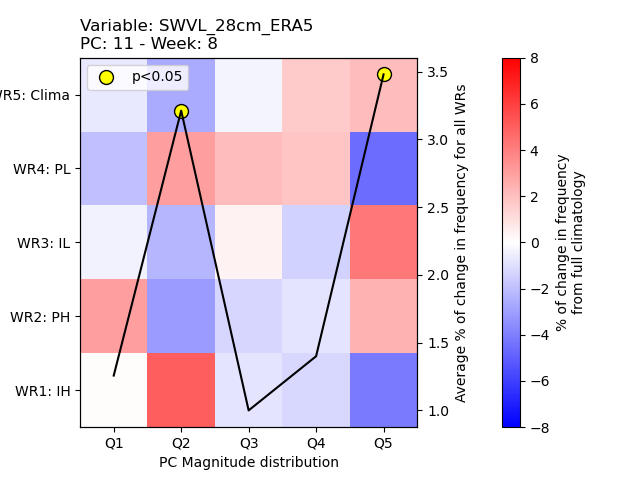 Variable: SWVL_28cm_ERA5
PC: 11 - Week: 8
p<0.05
WR5: Clima
WR4: PL
WR3: IL
WR2: PH
WR1: IH
Q1 Q2 Q3 Q4 Q5
PC Magnitude distribution
3.5
3.0
2.5
2.0
1.5
1.0
Average % of change in frequency for all WRs
8
6
4
2
0
−2
−4
−6
−8
% of change in frequency
from full climatology